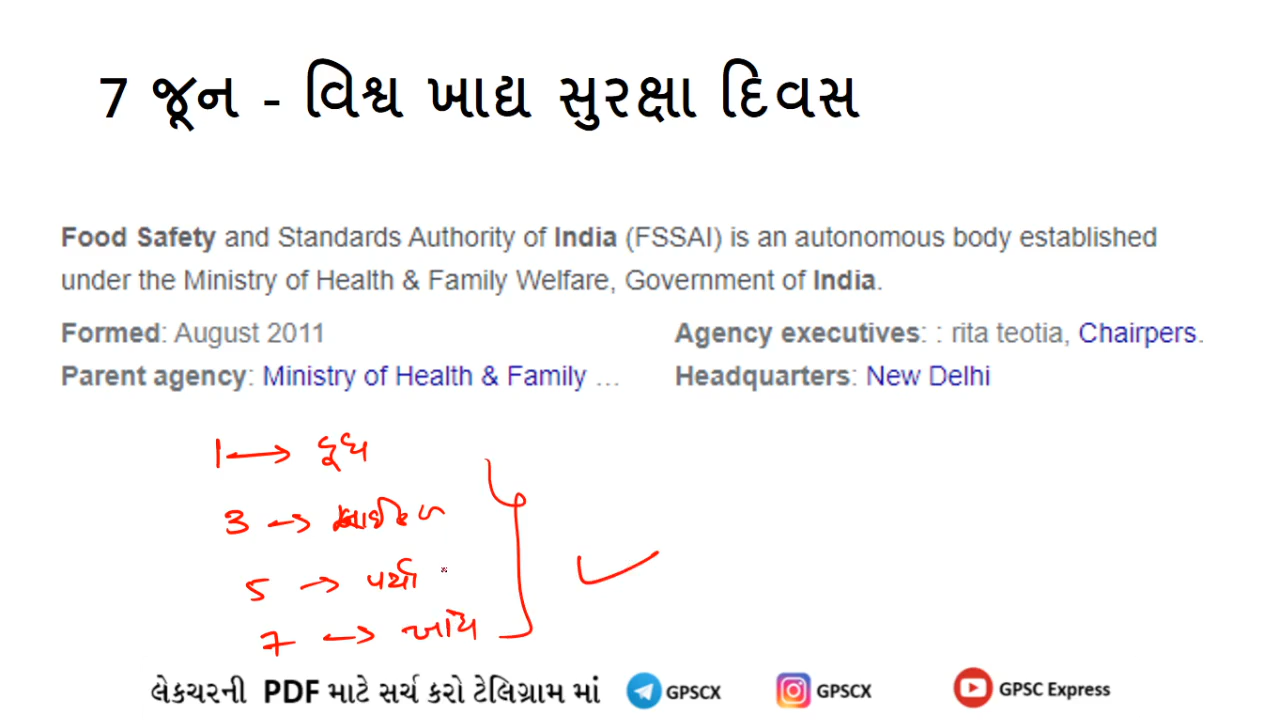 7 જૂન - વિશ્વ ખાદ્ય સુરક્ષા દિવસ
Food Safety and Standards Authority of India (FSSAI) is an autonomous body established
under the Ministry of Health & Family Welfare, Government of India.
Formed: August 2011
Agency executives: : rita teotia, Chairpers.
Parent agency: Ministry of Health & Family ...
Headquarters: New Delhi
1 → દૂધ
3 →
5 → પર્યા
7 →
લેકચરની PDF માટે સર્ચ કરો ટેલિગ્રામ માં GPSCX GPSCX GPSC Express